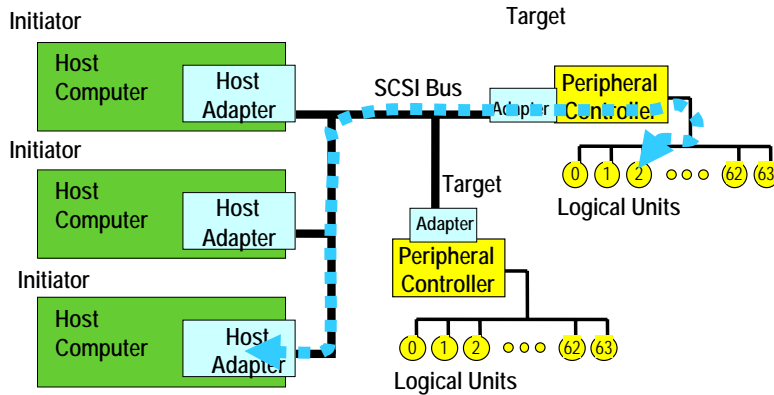 Initiator
Host
Computer
Host
Adapter
SCSI Bus
Target
Adapter
Peripheral
Controller
0 1 2 62 63
Logical Units
Initiator
Host
Computer
Host
Adapter
Target
Adapter
Peripheral
Controller
0 1 2 62 63
Logical Units
Initiator
Host
Computer
Host
Adapter